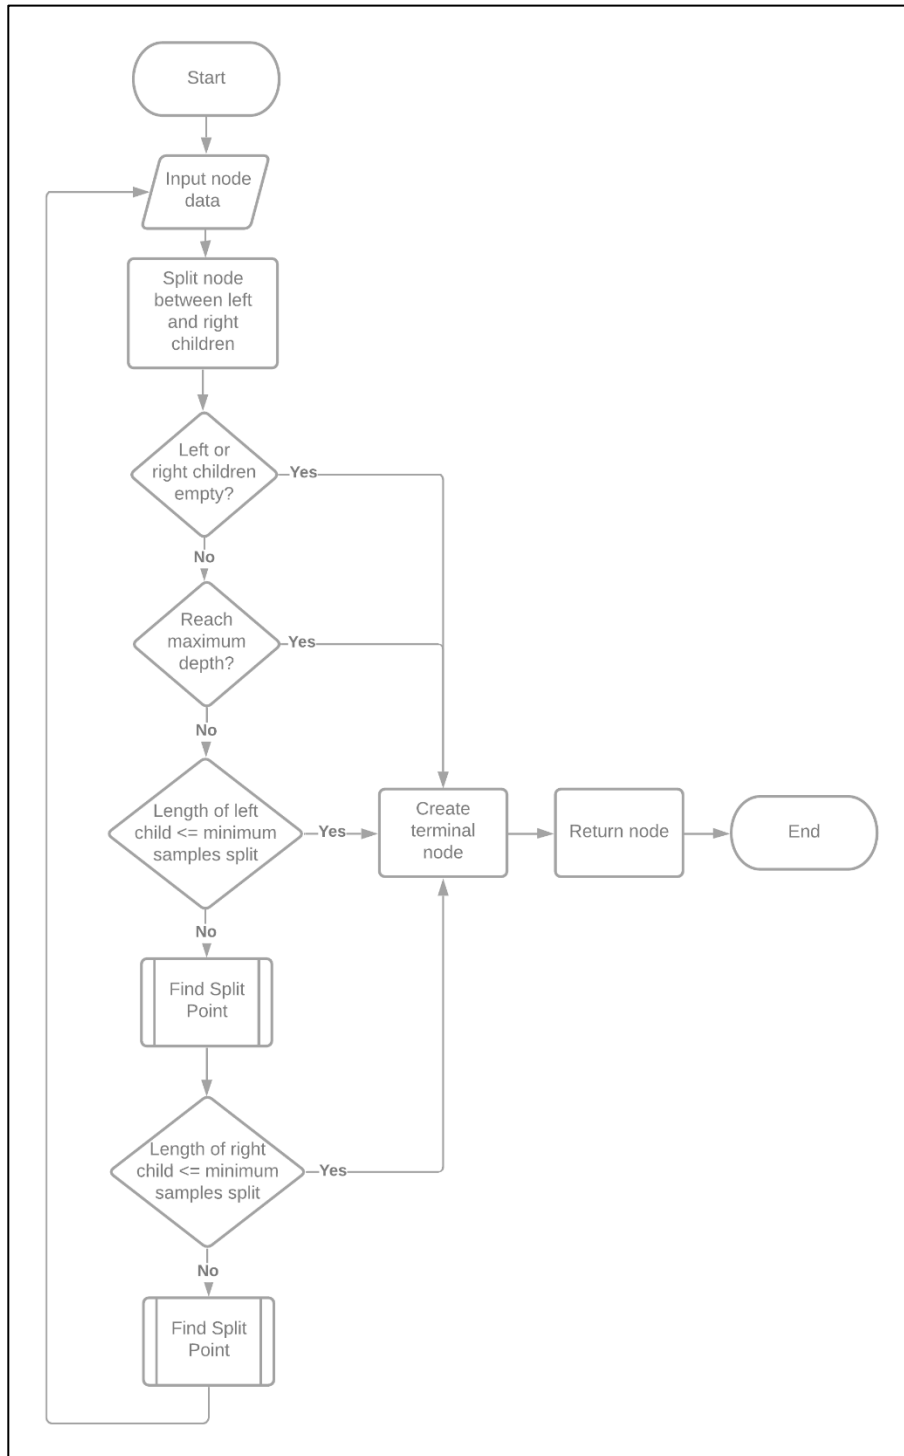 Start
Input node
data
Split node
between left
and right
children
Left or
right children
empty?
Yes
No
Reach
maximum
depth?
Yes
No
Length of left
child <= minimum
samples split
Yes
Create
terminal
node
Return node
End
No
Find Split
Point
Length of right
child <= minimum
samples split
Yes
No
Find Split
Point